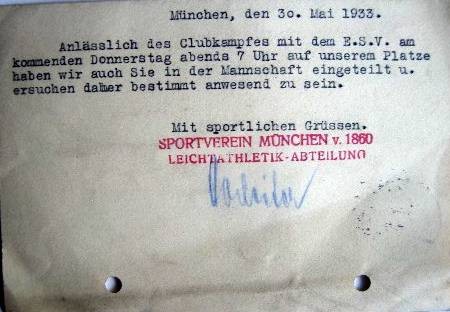 München, den 30. Mai 1933.
Anlässlich des Clubkampfes mit dem E.S.V. am
kommenden Donnerstag abends 7 Uhr auf unserem Platze
haben wir auch Sie in der Mannschaft eingeteilt u.
ersuchen daher bestimmt anwesend zu sein.
Mit sportlichen Grüssen.
SPORTVEREIN MÜNCHEN v. 1860
LEICHTATHLETIK-ABTEILUNG